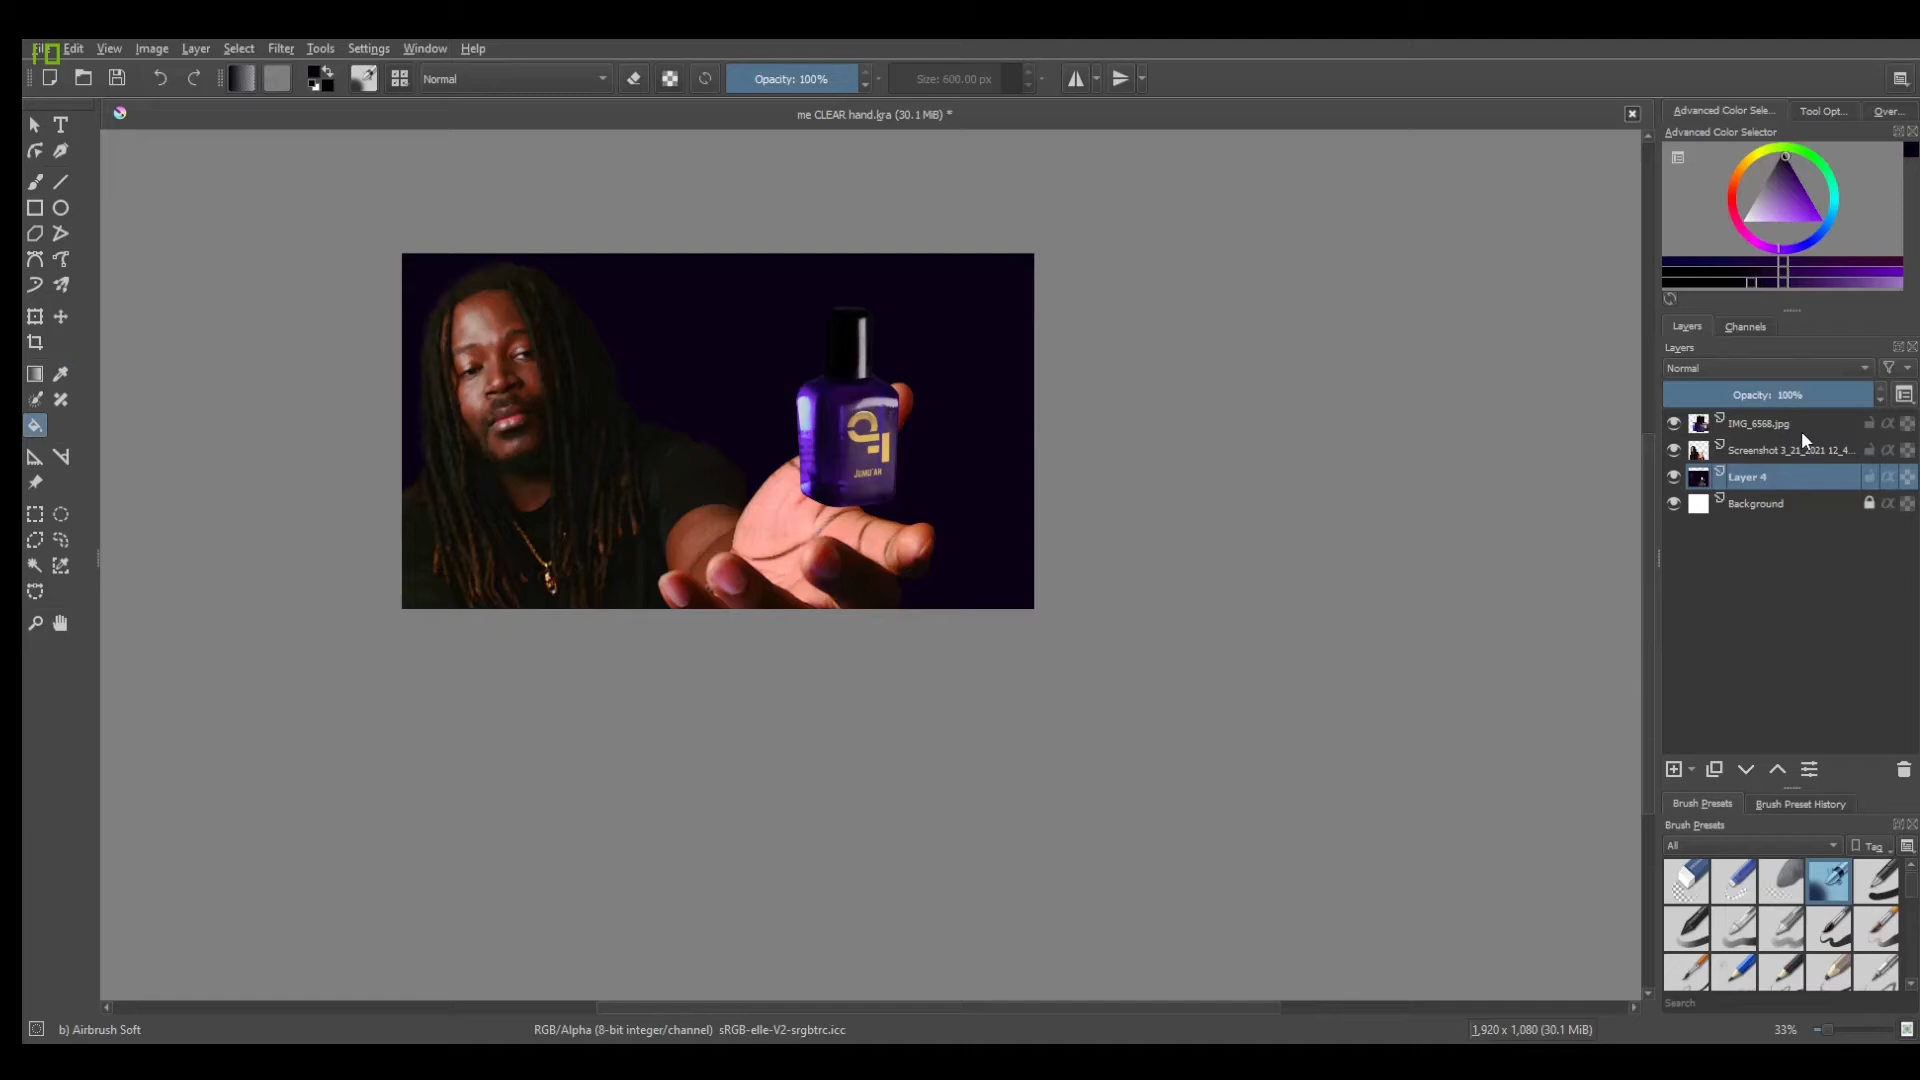 File Edit View Image Layer Select Filter Tools Settings Window Help
Normal
Opacity: 100%
Size: 600.00 px
me CLEAR hand.kra (30.1 MiB) *
Advanced Color Sele... Tool Opt... Over...
Advanced Color Selector
Layers Channels
Layers
Normal
Opacity: 100%
IMG_6568.jpg
Screenshot 3_21_2021 12_4...
Layer 4
Background
JUMU'AH
Brush Presets Brush Preset History
Brush Presets
All
Tag
Search
b) Airbrush Soft
RGB/Alpha (8-bit integer/channel) sRGB-elle-V2-srgbtrc.icc
1,920 x 1,080 (30.1 MiB)
33%